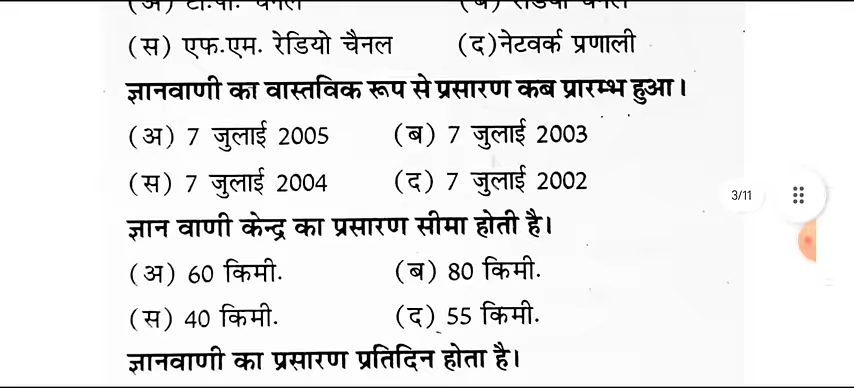 (स) एफ.एम. रेडियो चैनल (द)नेटवर्क प्रणाली
ज्ञानवाणी का वास्तविक रूप से प्रसारण कब प्रारम्भ हुआ।
(अ) 7 जुलाई 2005 (ब) 7 जुलाई 2003
(स) 7 जुलाई 2004 (द) 7 जुलाई 2002
3/11
ज्ञान वाणी केन्द्र का प्रसारण सीमा होती है।
(अ) 60 किमी. (ब) 80 किमी.
(स) 40 किमी. (द) 55 किमी.
ज्ञानवाणी का प्रसारण प्रतिदिन होता है।